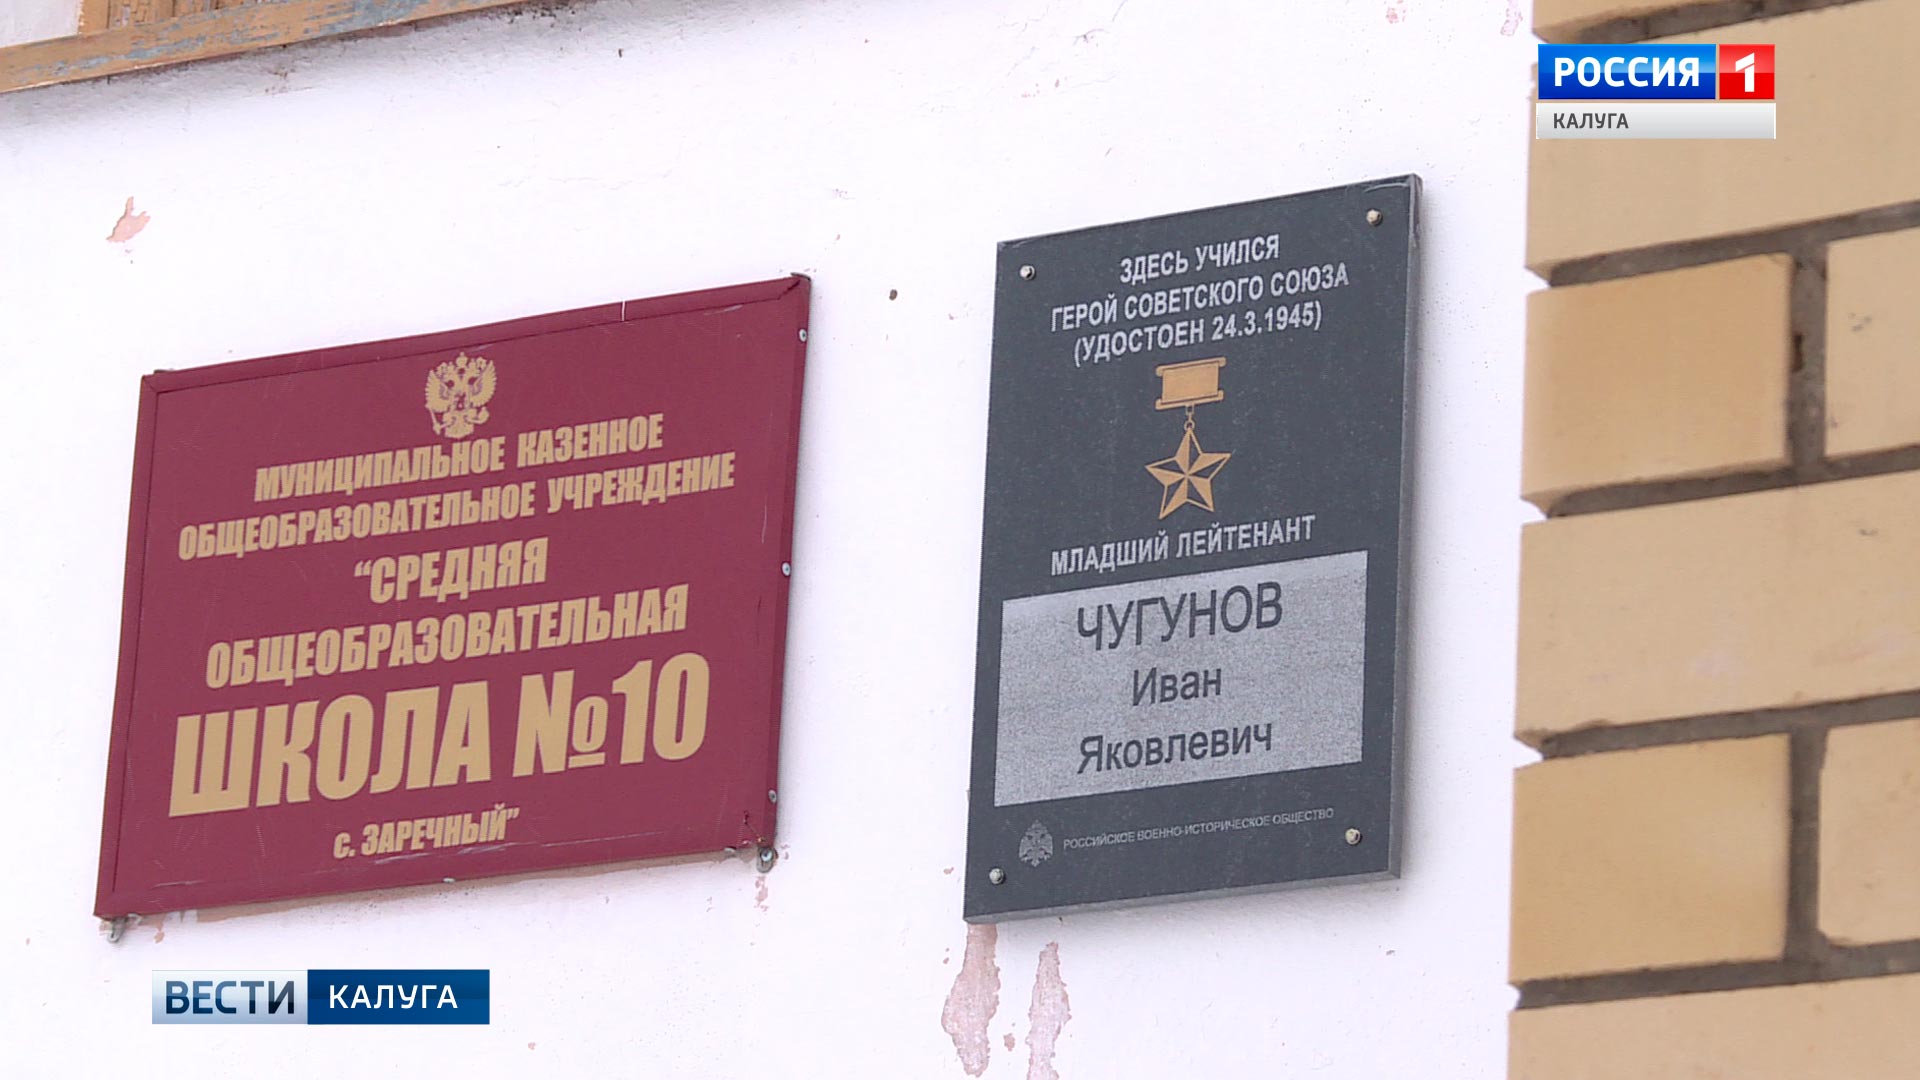 РОССИЯ 1
КАЛУГА
МУНИЦИПАЛЬНОЕ КАЗЕННОЕ
ОБЩЕОБРАЗОВАТЕЛЬНОЕ УЧРЕЖДЕНИЕ
“СРЕДНЯЯ
ОБЩЕОБРАЗОВАТЕЛЬНАЯ
ШКОЛА №10
с. ЗАРЕЧНЫЙ”
ЗДЕСЬ УЧИЛСЯ
ГЕРОЙ СОВЕТСКОГО СОЮЗА
(УДОСТОЕН 24.3.1945)
МЛАДШИЙ ЛЕЙТЕНАНТ
ЧУГУНОВ
Иван
Яковлевич
РОССИЙСКОЕ ВОЕННО-ИСТОРИЧЕСКОЕ ОБЩЕСТВО
ВЕСТИ КАЛУГА